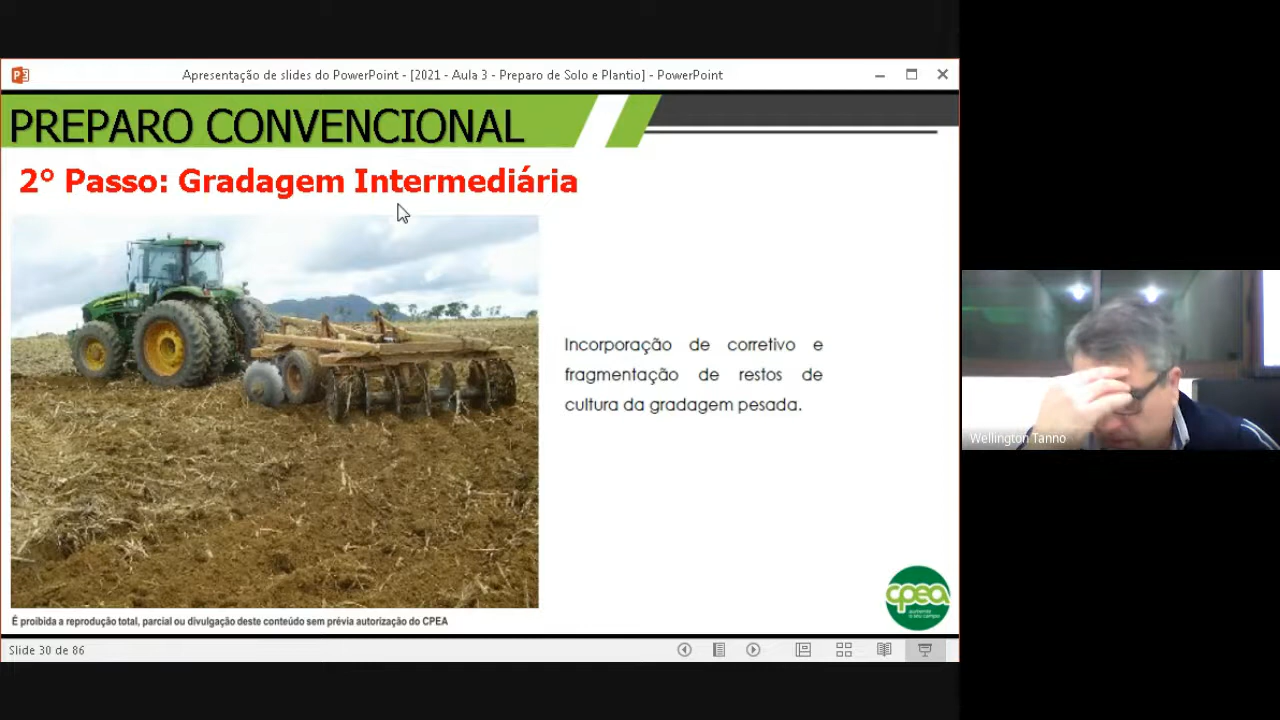 Apresentação de slides do PowerPoint - [2021 - Aula 3 - Preparo de Solo e Plantio] - PowerPoint
PREPARO CONVENCIONAL
2° Passo: Gradagem Intermediária
Incorporação de corretivo e
fragmentação de restos de
cultura da gradagem pesada.
Wellington Tanno
cpea
É proibida a reprodução total, parcial ou divulgação deste conteúdo sem prévia autorização do CPEA
Slide 30 de 86